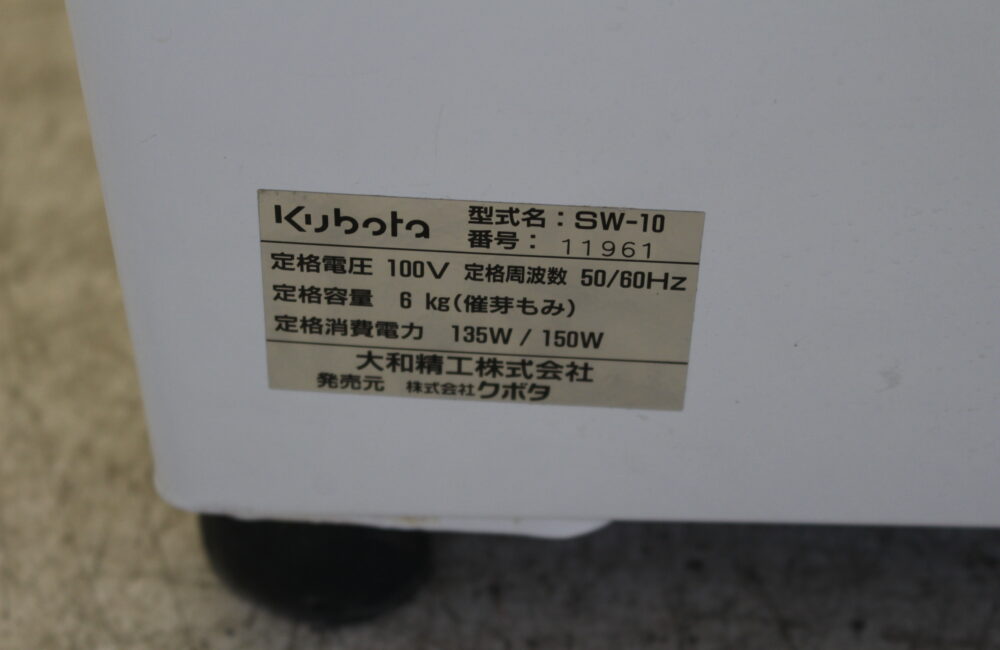 Kubota 型式名：SW-10
番号：11961
定格電圧 100V 定格周波数 50/60Hz
定格容量 6 kg(催芽もみ)
定格消費電力 135W / 150W
大和精工株式会社
発売元 株式会社クボタ